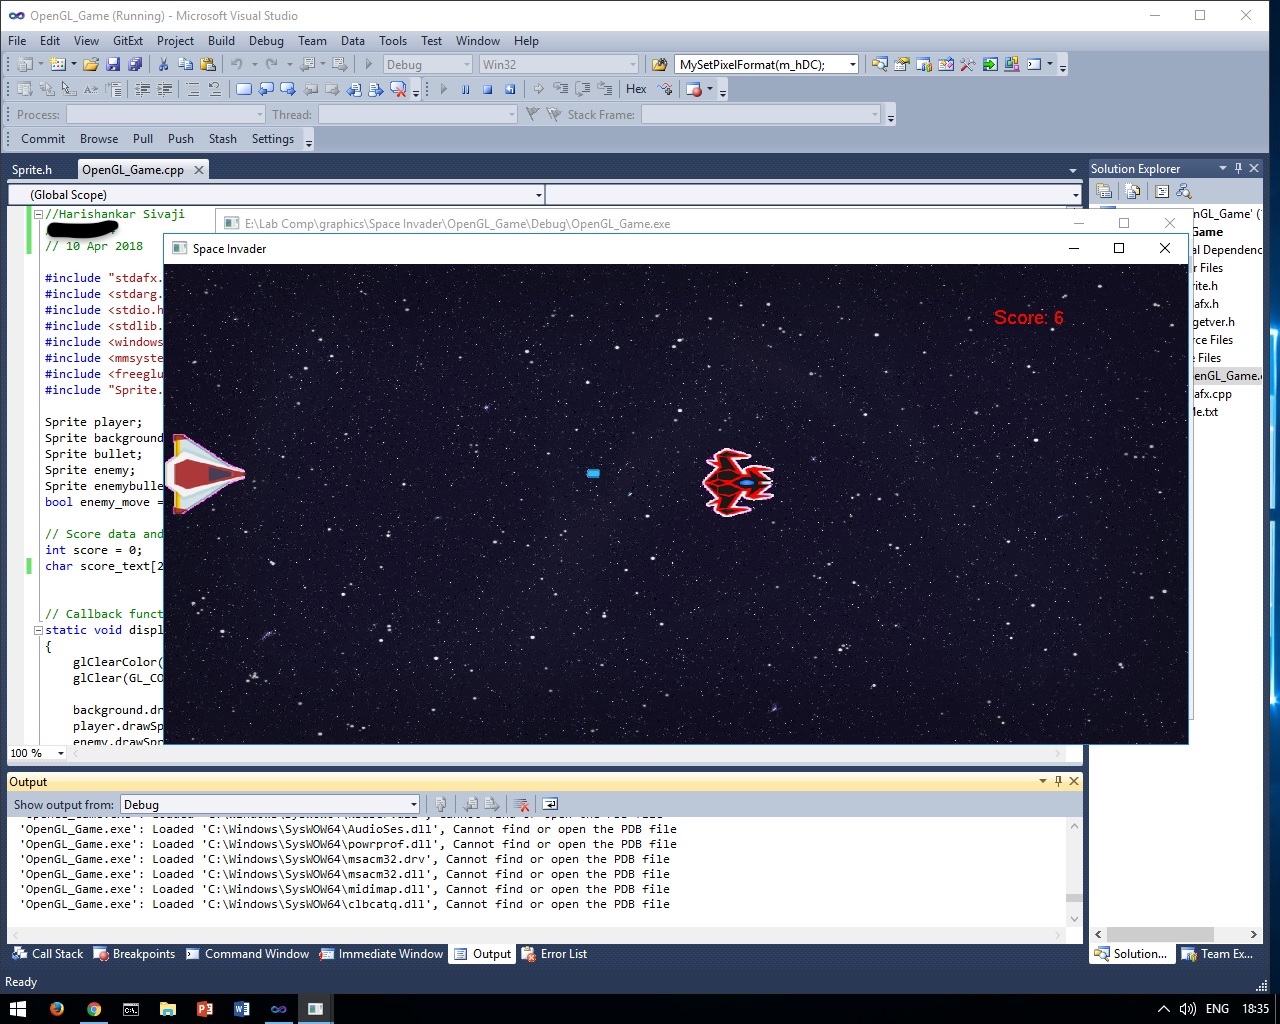 OpenGL_Game (Running) - Microsoft Visual Studio
File Edit View GitExt Project Build Debug Team Data Tools Test Window Help
Debug Win32 MySetPixelFormat(m_hDC);
Hex
Process: Thread: Stack Frame:
Commit Browse Pull Push Stash Settings
Sprite.h OpenGL_Game.cpp
Solution Explorer
(Global Scope)
//Harishankar Sivaji
// 10 Apr 2018
#include "stdafx.
#include <stdarg.
#include <stdio.h
#include <stdlib.
#include <windows
#include <mmsyste
#include <freeglu
#include "Sprite.
Sprite player;
Sprite background
Sprite bullet;
Sprite enemy;
Sprite enemybulle
bool enemy_move =
// Score data and
int score = 0;
char score_text[2
// Callback funct
static void displ
{
glClearColor(
glClear(GL_CO
background.dr
player.drawSp
enemy.drawSpr
100 %
E:\Lab Comp\graphics\Space Invader\OpenGL_Game\Debug\OpenGL_Game.exe
Space Invader
Score: 6
enGL_Game' (
ame
al Dependenc
r Files
rite.h
afx.h
getver.h
rce Files
e Files
enGL_Game.c
afx.cpp
Me.txt
Output
Show output from: Debug
'OpenGL_Game.exe': Loaded 'C:\Windows\SysWOW64\AudioSes.dll', Cannot find or open the PDB file
'OpenGL_Game.exe': Loaded 'C:\Windows\SysWOW64\powrprof.dll', Cannot find or open the PDB file
'OpenGL_Game.exe': Loaded 'C:\Windows\SysWOW64\msacm32.drv', Cannot find or open the PDB file
'OpenGL_Game.exe': Loaded 'C:\Windows\SysWOW64\msacm32.dll', Cannot find or open the PDB file
'OpenGL_Game.exe': Loaded 'C:\Windows\SysWOW64\midimap.dll', Cannot find or open the PDB file
'OpenGL_Game.exe': Loaded 'C:\Windows\SysWOW64\clbcatq.dll', Cannot find or open the PDB file
Call Stack Breakpoints Command Window Immediate Window Output Error List
Solution... Team Ex...
Ready
ENG 18:35